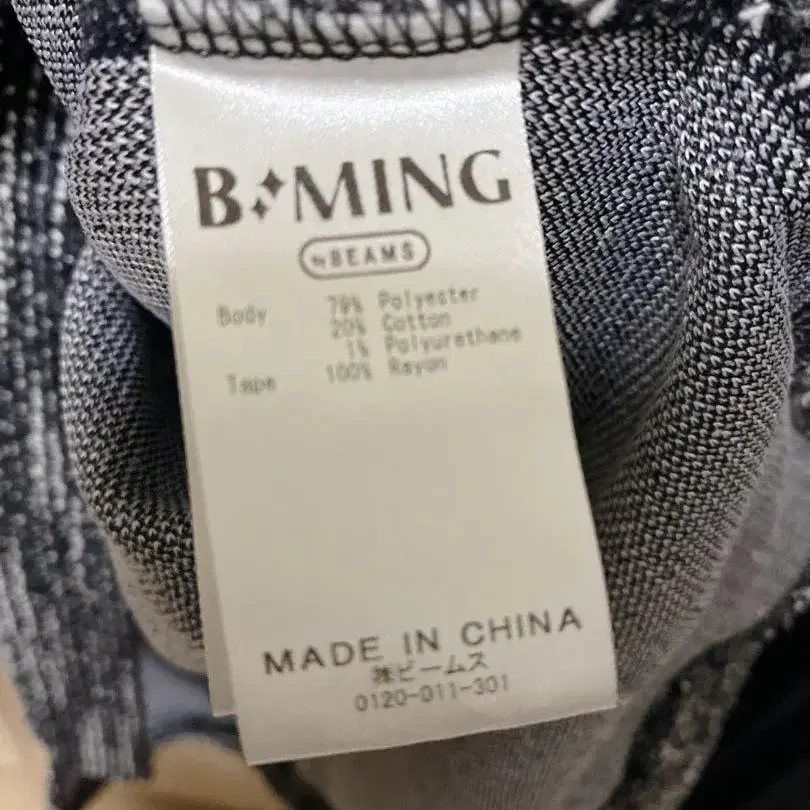 B MING
by BEAMS
Body 79% Polyester
20% Cotton
1% Polyurethane
Tape 100% Rayon
MADE IN CHINA
㈱ビームス
0120-011-301